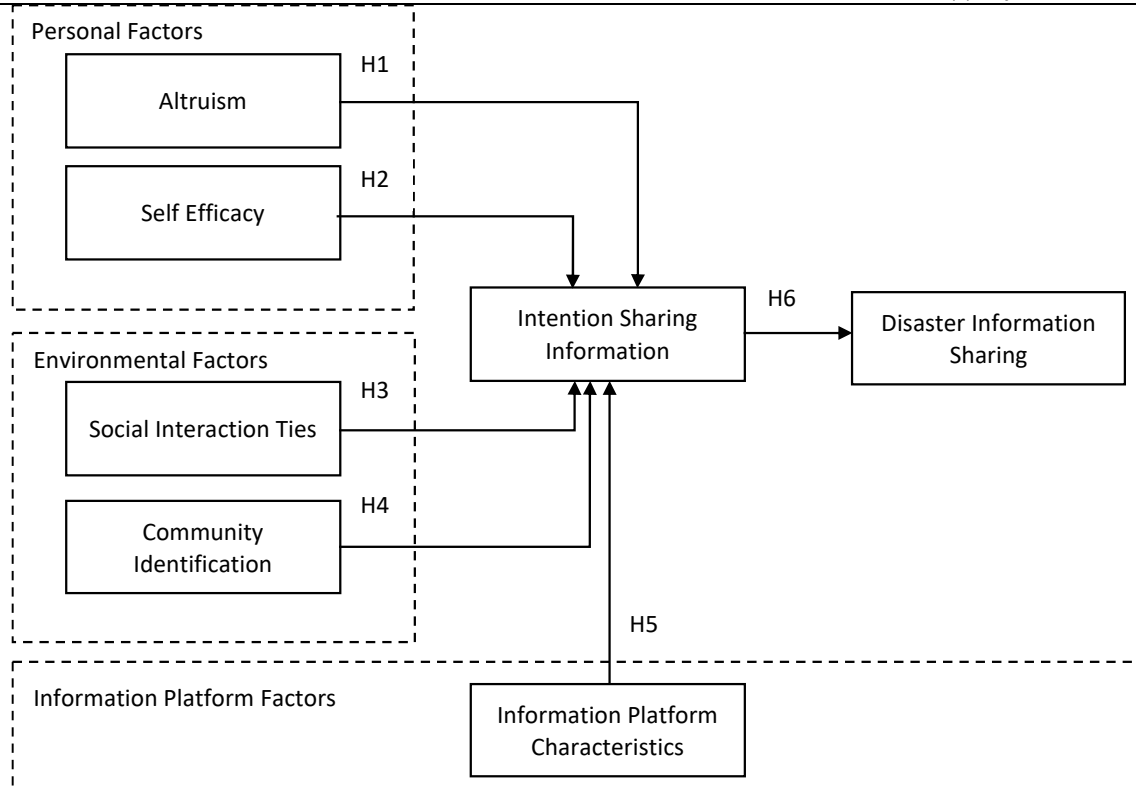 Personal Factors
H1
Altruism
H2
Self Efficacy
Intention Sharing
Information
H6
Disaster Information
Sharing
Environmental Factors
H3
Social Interaction Ties
H4
Community
Identification
H5
Information Platform Factors
Information Platform
Characteristics